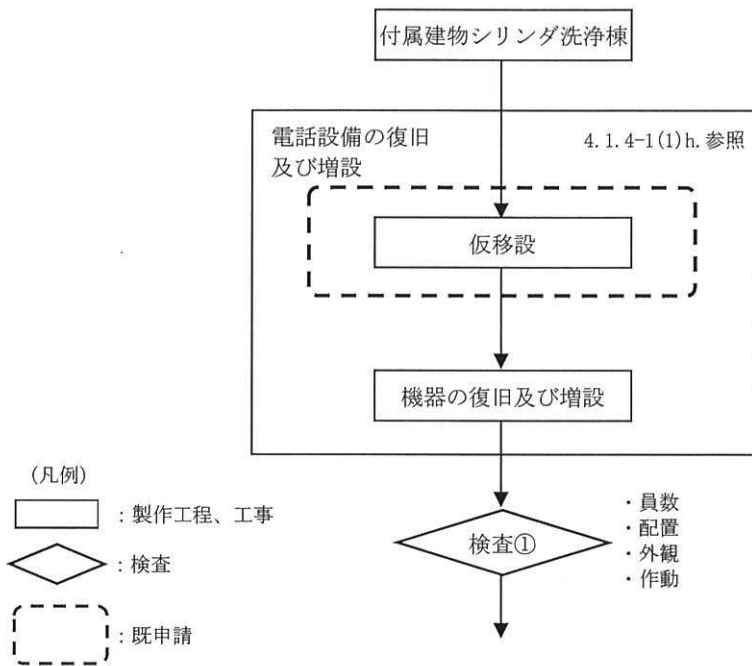 付属建物シリンダ洗浄棟
電話設備の復旧
及び増設
4.1.4-1(1)h.参照
仮移設
機器の復旧及び増設
検査①
・員数
・配置
・外観
・作動
(凡例)
：製作工程、工事
：検査
：既申請